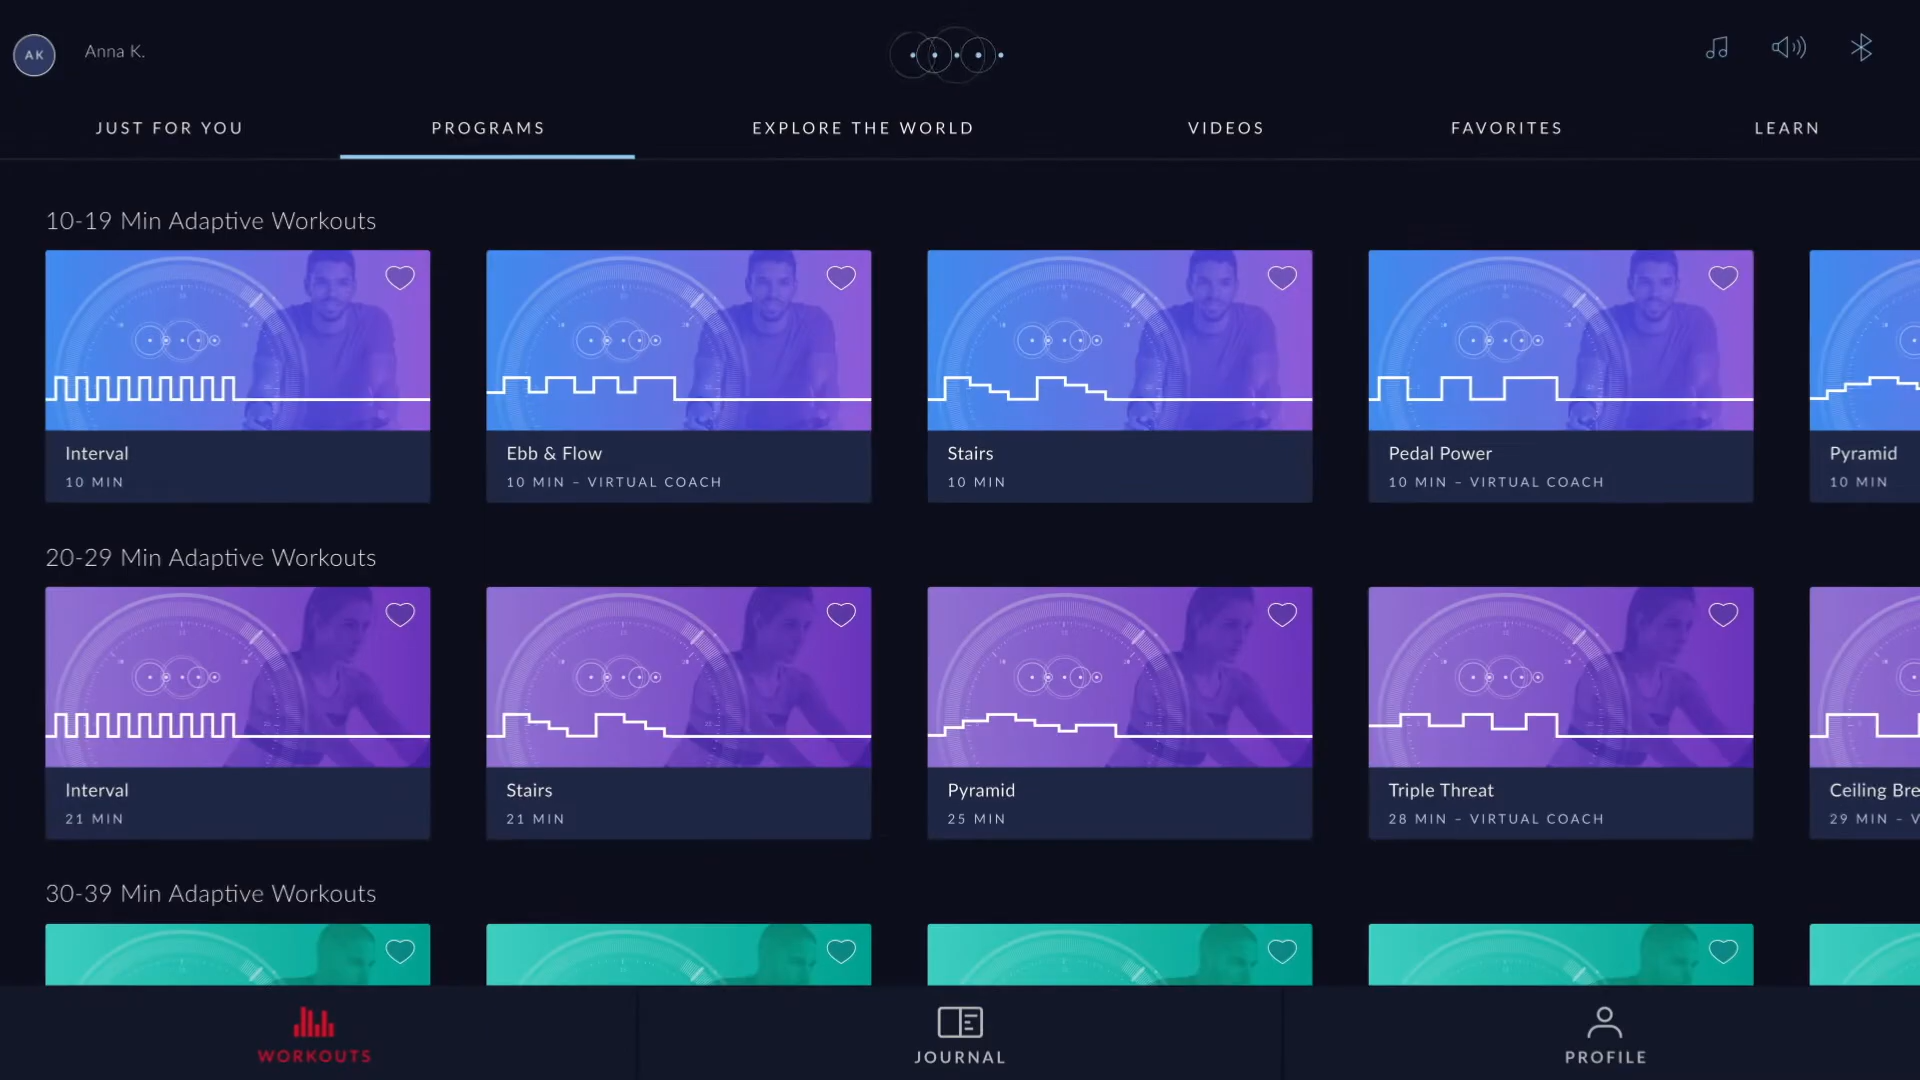 AK
Anna K.
JUST FOR YOU
PROGRAMS
EXPLORE THE WORLD
VIDEOS
FAVORITES
LEARN
10-19 Min Adaptive Workouts
Interval
10 MIN
Ebb & Flow
10 MIN – VIRTUAL COACH
Stairs
10 MIN
Pedal Power
10 MIN – VIRTUAL COACH
Pyramid
10 MIN
20-29 Min Adaptive Workouts
Interval
21 MIN
Stairs
21 MIN
Pyramid
25 MIN
Triple Threat
28 MIN – VIRTUAL COACH
Ceiling Bre
29 MIN – V
30-39 Min Adaptive Workouts
WORKOUTS
JOURNAL
PROFILE